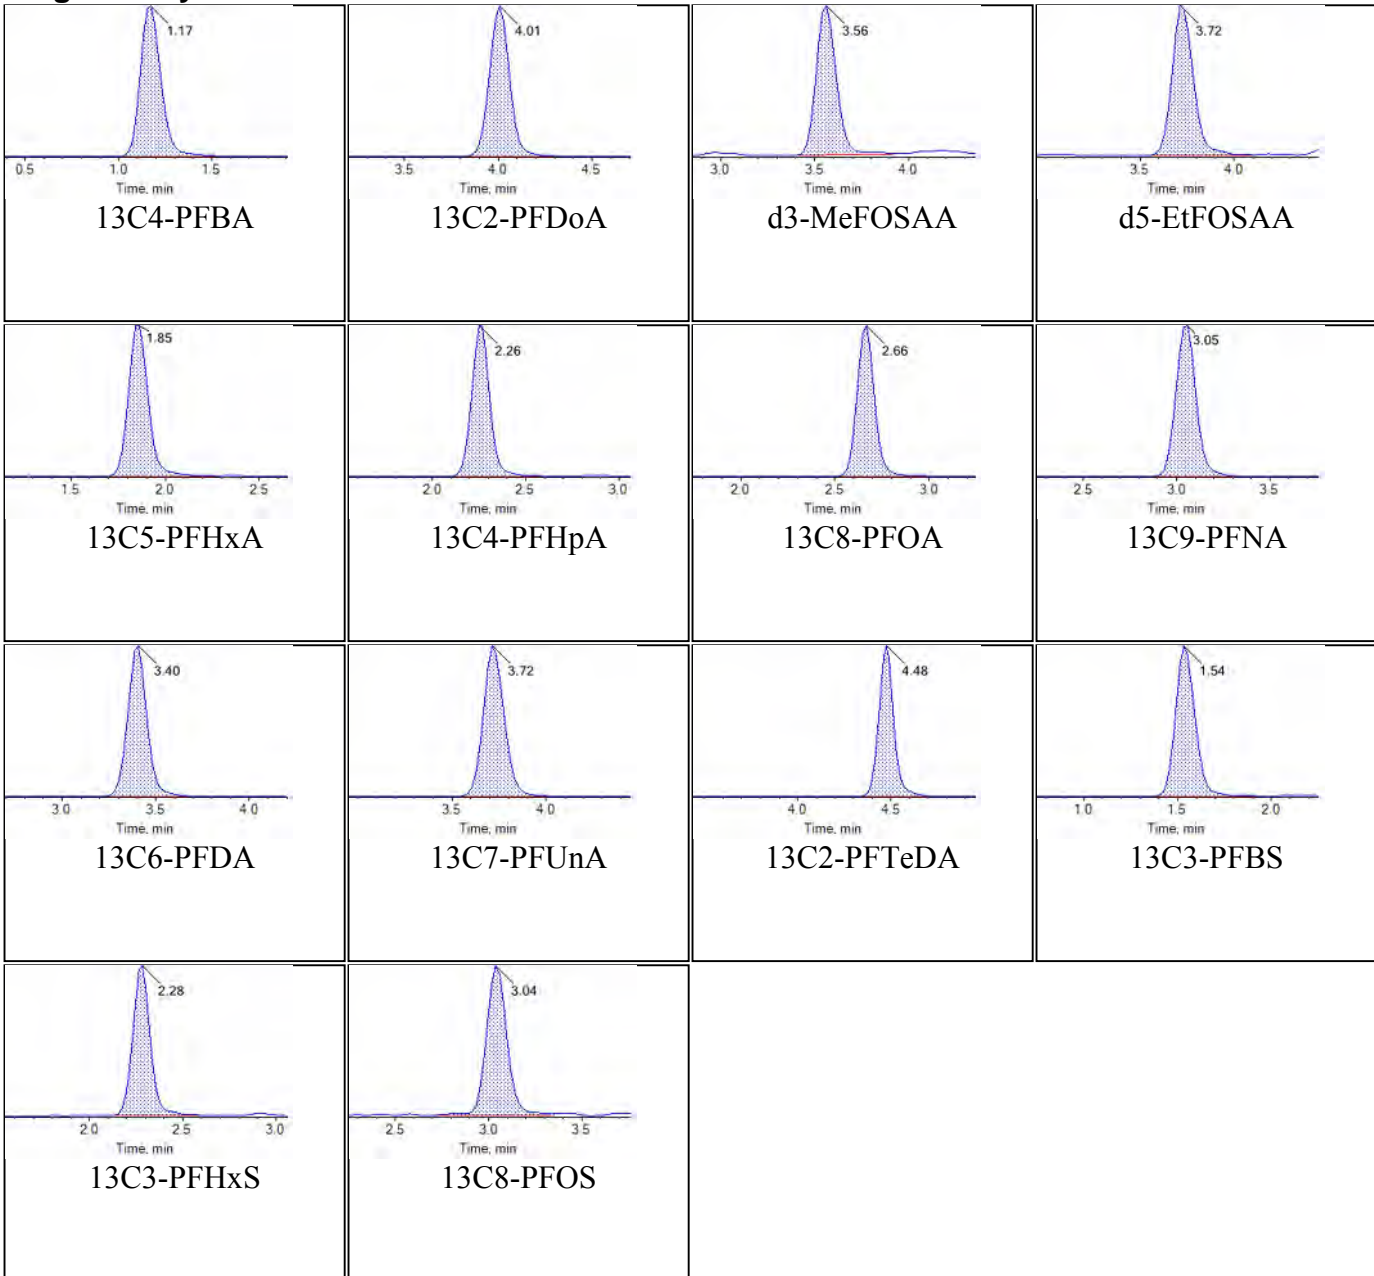 1.17
0.5 1.0 1.5
Time, min
13C4-PFBA
4.01
3.5 4.0 4.5
Time, min
13C2-PFDoA
3.56
3.0 3.5 4.0
Time, min
d3-MeFOSAA
3.72
3.5 4.0
Time, min
d5-EtFOSAA
1.85
1.5 2.0 2.5
Time, min
13C5-PFHxA
2.26
2.0 2.5 3.0
Time, min
13C4-PFHpA
2.66
2.0 2.5 3.0
Time, min
13C8-PFOA
3.05
2.5 3.0 3.5
Time, min
13C9-PFNA
3.40
3.0 3.5 4.0
Time, min
13C6-PFDA
3.72
3.5 4.0
Time, min
13C7-PFUnA
4.48
4.0 4.5
Time, min
13C2-PFTeDA
1.54
1.0 1.5 2.0
Time, min
13C3-PFBS
2.28
2.0 2.5 3.0
Time, min
13C3-PFHxS
3.04
2.5 3.0 3.5
Time, min
13C8-PFOS